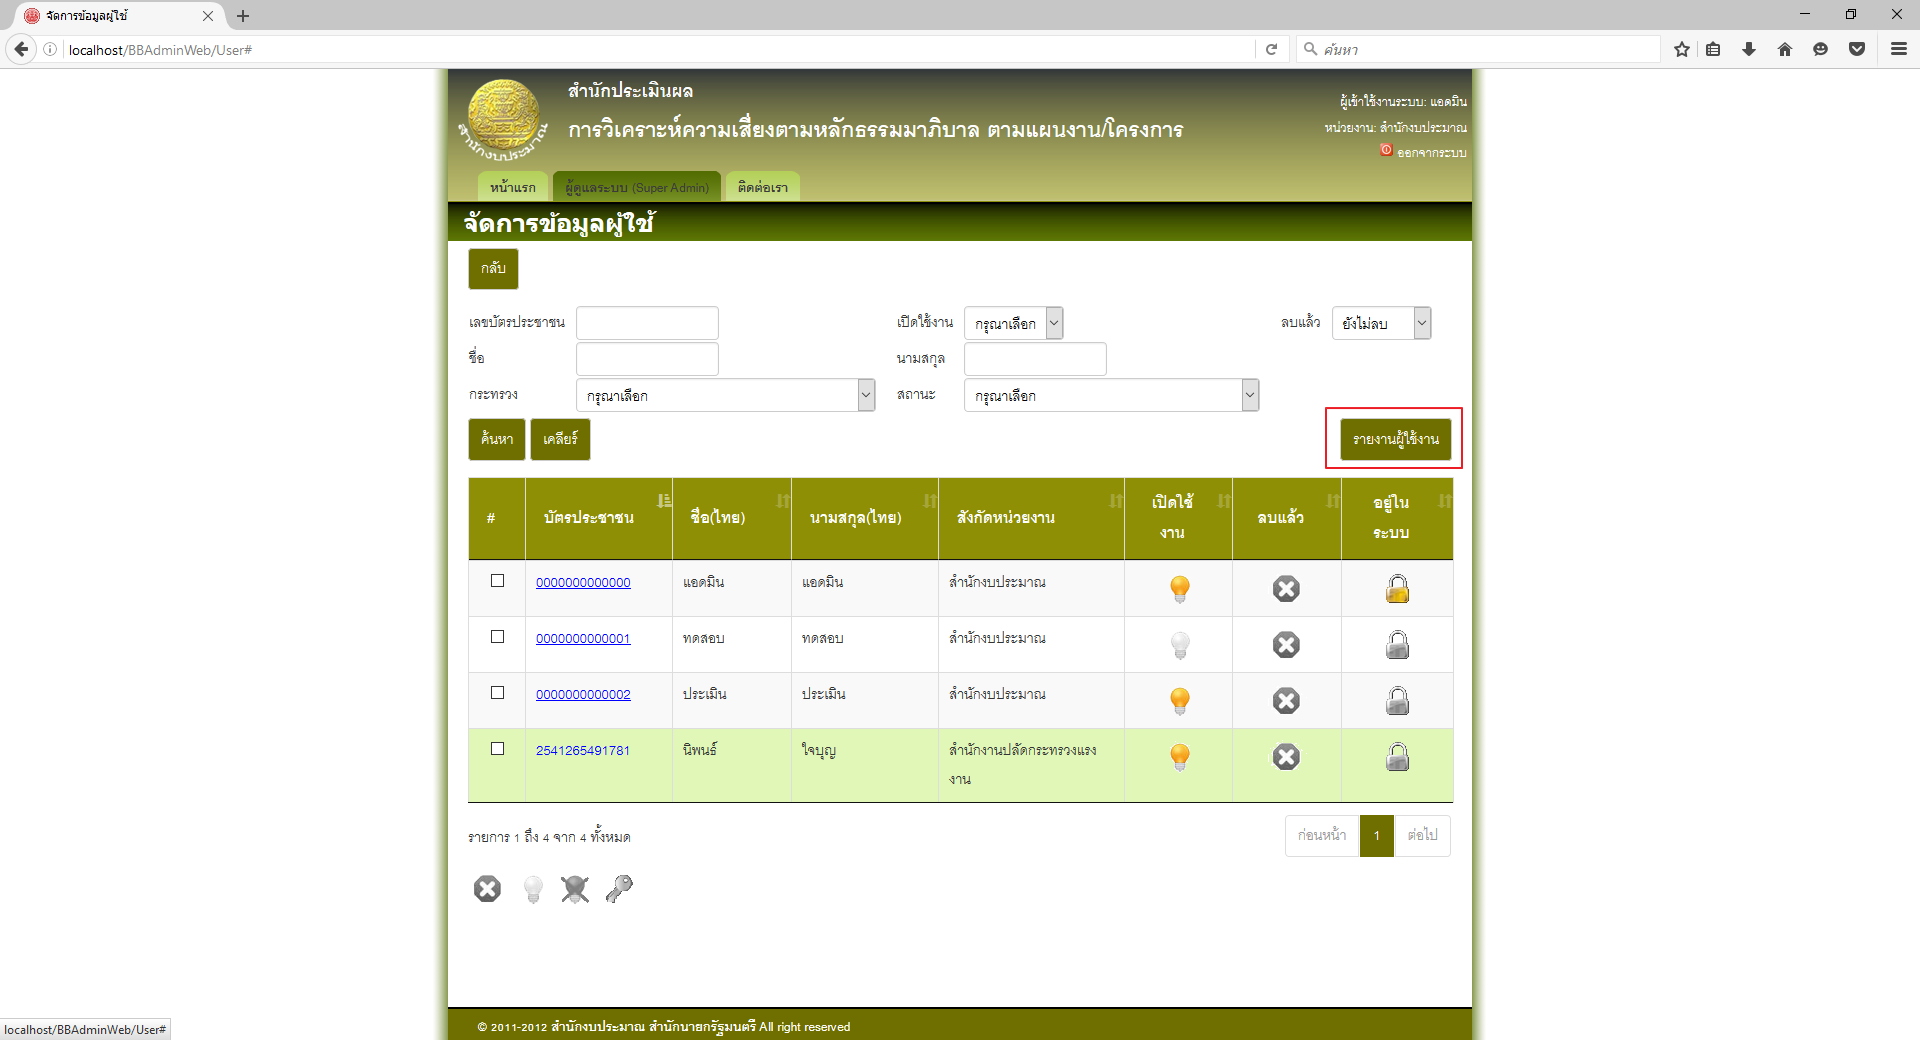 จัดการข้อมูลผู้ใช้
localhost/BBAdminWeb/User#
ค้นหา
สำนักงบประมาณ
สำนักประเมินผล
การวิเคราะห์ความเสี่ยงตามหลักธรรมมาภิบาล ตามแผนงาน/โครงการ
ผู้เข้าใช้งานระบบ: แอดมิน
หน่วยงาน: สำนักงบประมาณ
ออกจากระบบ
หน้าแรก ผู้ดูแลระบบ (Super Admin) ติดต่อเรา
จัดการข้อมูลผู้ใช้
กลับ
เลขบัตรประชาชน เปิดใช้งาน กรุณาเลือก ลบแล้ว ยังไม่ลบ
ชื่อ นามสกุล
กระทรวง กรุณาเลือก สถานะ กรุณาเลือก
ค้นหา เคลียร์ รายงานผู้ใช้งาน
# บัตรประชาชน ชื่อ(ไทย) นามสกุล(ไทย) สังกัดหน่วยงาน เปิดใช้งาน ลบแล้ว อยู่ในระบบ
0000000000000 แอดมิน แอดมิน สำนักงบประมาณ
0000000000001 ทดสอบ ทดสอบ สำนักงบประมาณ
0000000000002 ประเมิน ประเมิน สำนักงบประมาณ
2541265491781 นิพนธ์ ใจบุญ สำนักงานปลัดกระทรวงแรงงาน
รายการ 1 ถึง 4 จาก 4 ทั้งหมด
ก่อนหน้า 1 ต่อไป
© 2011-2012 สำนักงบประมาณ สำนักนายกรัฐมนตรี All right reserved
localhost/BBAdminWeb/User#